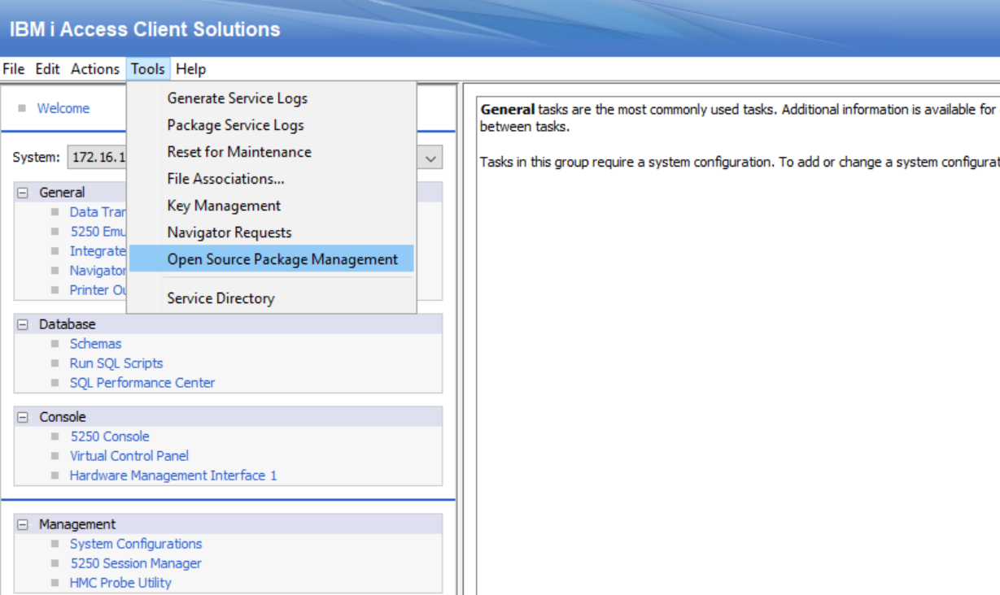 IBM i Access Client Solutions
File Edit Actions Tools Help
Welcome
System: 172.16.1
General
Data Tran
5250 Emu
Integrate
Navigator
Printer Ou
Generate Service Logs
Package Service Logs
Reset for Maintenance
File Associations...
Key Management
Navigator Requests
Open Source Package Management
Service Directory
Database
Schemas
Run SQL Scripts
SQL Performance Center
Console
5250 Console
Virtual Control Panel
Hardware Management Interface 1
Management
System Configurations
5250 Session Manager
HMC Probe Utility
General tasks are the most commonly used tasks. Additional information is available for
between tasks.
Tasks in this group require a system configuration. To add or change a system configurat